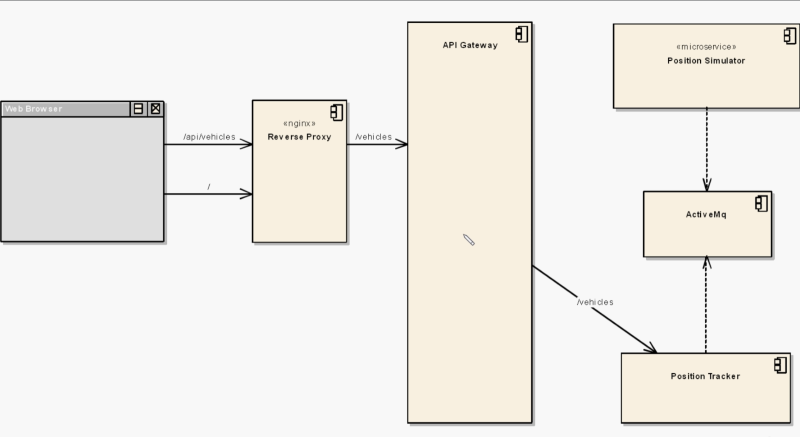 API Gateway
«microservice»
Position Simulator
Web Browser
«nginx»
Reverse Proxy
/api/vehicles
/vehicles
/
ActiveMq
/vehicles
Position Tracker